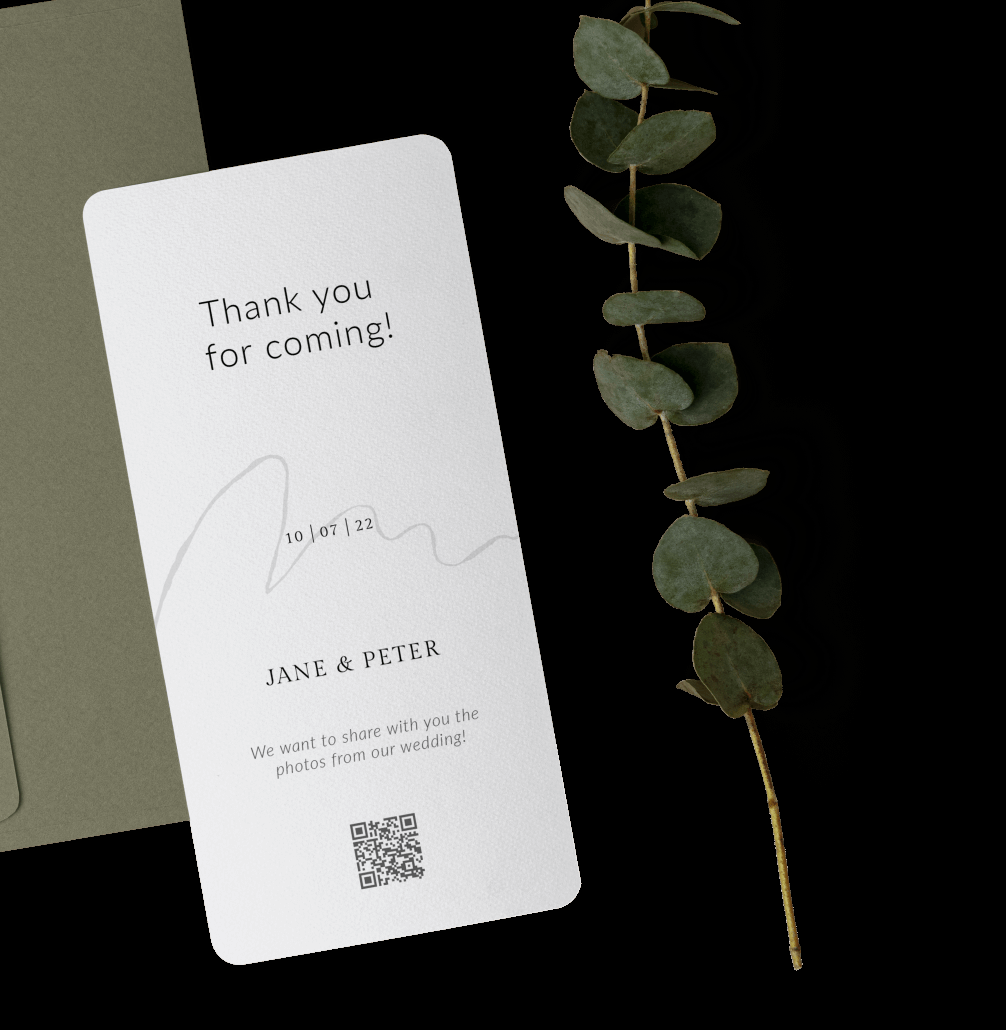 Thank you
for coming!
10 | 07 | 22
JANE & PETER
We want to share with you the
photos from our wedding!